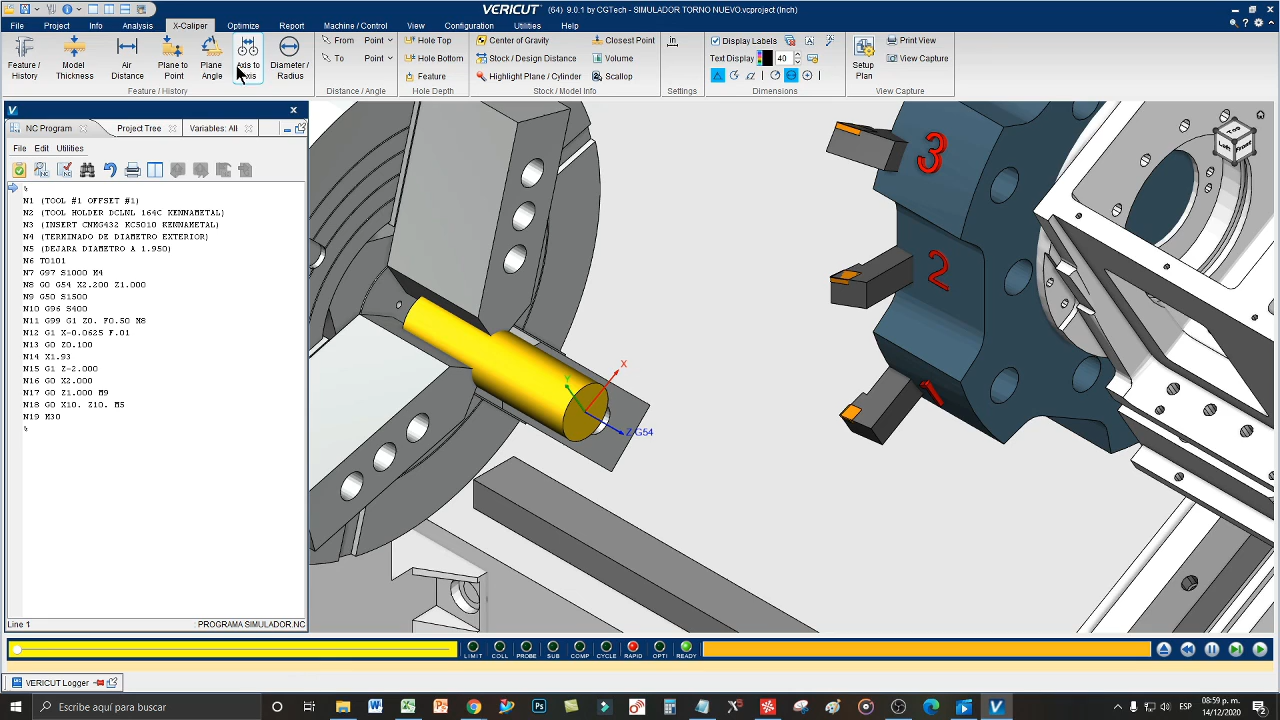 VERICUT (64) 9.0.1 by CGTech - SIMULADOR TORNO NUEVO.vcproject (Inch)
File Project Info Analysis X-Caliper Optimize Report Machine / Control View Configuration Utilities Help
Feature / History
Model Thickness
Air Distance
Plane to Point
Plane Angle
Axis to Axis
Diameter / Radius
Feature / History
From Point
To Point
Distance / Angle
Hole Top
Hole Bottom
Feature
Hole Depth
Center of Gravity
Stock / Design Distance
Highlight Plane / Cylinder
Closest Point
Volume
Scallop
Stock / Model Info
in
Settings
Display Labels
Text Display 40
Dimensions
Setup Plan
Print View
View Capture
View Capture
NC Program Project Tree Variables: All
File Edit Utilities
%
N1 (TOOL #1 OFFSET #1)
N2 (TOOL HOLDER DCLNL 164C KENNAMETAL)
N3 (INSERT CNMG432 KC5010 KENNAMETAL)
N4 (TERMINADO DE DIAMETRO EXTERIOR)
N5 (DEJARA DIAMETRO A 1.950)
N6 TO101
N7 G97 S1000 M4
N8 G0 G54 X2.200 Z1.000
N9 G50 S1500
N10 G96 S400
N11 G99 G1 Z0. F0.50 M8
N12 G1 X-0.0625 F.01
N13 G0 Z0.100
N14 X1.93
N15 G1 Z-2.000
N16 G0 X2.000
N17 G0 Z1.000 M9
N18 G0 X10. Z10. M5
N19 M30
%
Line 1 : PROGRAMA SIMULADOR.NC
3
2
1
X
Y
Z G54
Top
Left
Front
LIMIT COLL PROBE SUB COMP CYCLE RAPID OPTI READY
VERICUT Logger
Escribe aquí para buscar
ESP
08:59 p. m.
14/12/2020
2